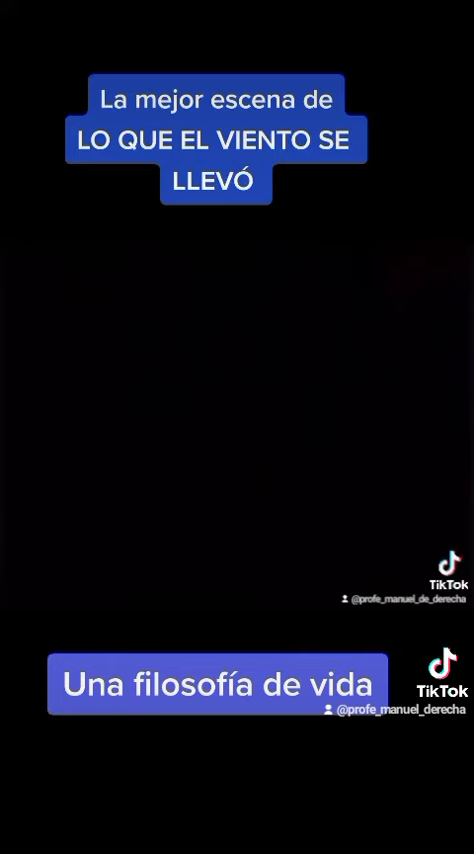 La mejor escena de
LO QUE EL VIENTO SE
LLEVÓ
TikTok
@profe_manuel_de_derecha
Una filosofía de vida
TikTok
@profe_manuel_derecha